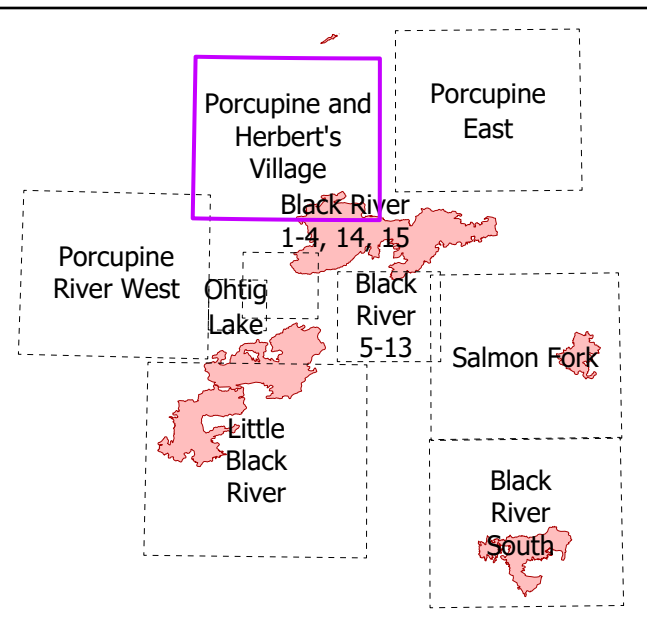 Porcupine and
Herbert's
Village
Porcupine
East
Black River
1-4, 14, 15
Porcupine
River West
Ohtig
Lake
Black
River
5-13
Salmon Fork
Little
Black
River
Black
River
South